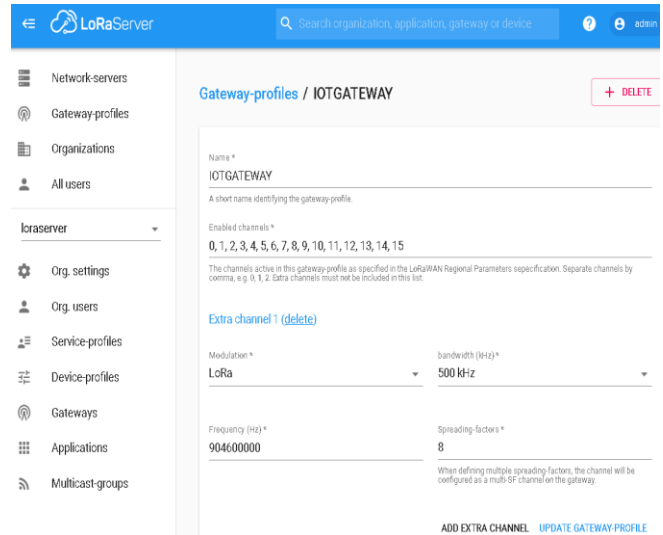 LoRaServer
Search organization, application, gateway or device
?
admin
Network-servers
Gateway-profiles
Organizations
All users
loraserver
Org. settings
Org. users
Service-profiles
Device-profiles
Gateways
Applications
Multicast-groups
Gateway-profiles / IOTGATEWAY
+ DELETE
Name *
IOTGATEWAY
A short name identifying the gateway-profile.
Enabled channels *
0, 1, 2, 3, 4, 5, 6, 7, 8, 9, 10, 11, 12, 13, 14, 15
The channels active in this gateway-profile as specified in the LoRaWAN Regional Parameters sepecification. Separate channels by
comma, e.g. 0, 1, 2. Extra channels must not be included in this list.
Extra channel 1 (delete)
Modulation *
LoRa
bandwidth (kHz) *
500 kHz
Frequency (Hz) *
904600000
Spreading-factors *
8
When defining multiple spreading-factors, the channel will be
configured as a multi-SF channel on the gateway.
ADD EXTRA CHANNEL UPDATE GATEWAY-PROFILE